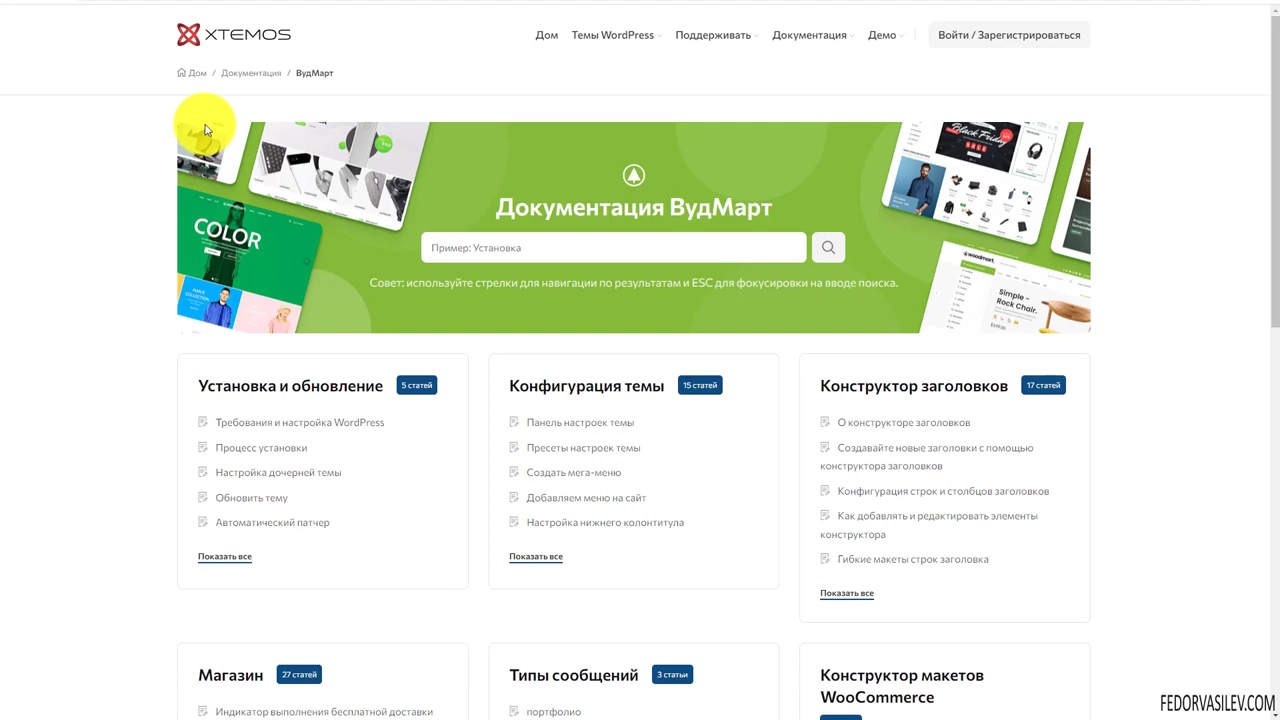 XTEMOS
Дом
Темы WordPress
Поддерживать
Документация
Демо
Войти / Зарегистрироваться
Дом / Документация / ВудМарт
Black Friday
COLOR
woodmart.
Simple -
Rock Chair.
MAN'S
COLLECTION
Документация ВудМарт
Пример: Установка
Совет: используйте стрелки для навигации по результатам и ESC для фокусировки на вводе поиска.
Установка и обновление
5 статей
Требования и настройка WordPress
Процесс установки
Настройка дочерней темы
Обновить тему
Автоматический патчер
Показать все
Конфигурация темы
15 статей
Панель настроек темы
Пресеты настроек темы
Создать мега-меню
Добавляем меню на сайт
Настройка нижнего колонтитула
Показать все
Конструктор заголовков
17 статей
О конструкторе заголовков
Создавайте новые заголовки с помощью
конструктора заголовков
Конфигурация строк и столбцов заголовков
Как добавлять и редактировать элементы
конструктора
Гибкие макеты строк заголовка
Показать все
Магазин
27 статей
Индикатор выполнения бесплатной доставки
Типы сообщений
3 статьи
портфолио
Конструктор макетов
WooCommerce
FEDORVASILEV.COM